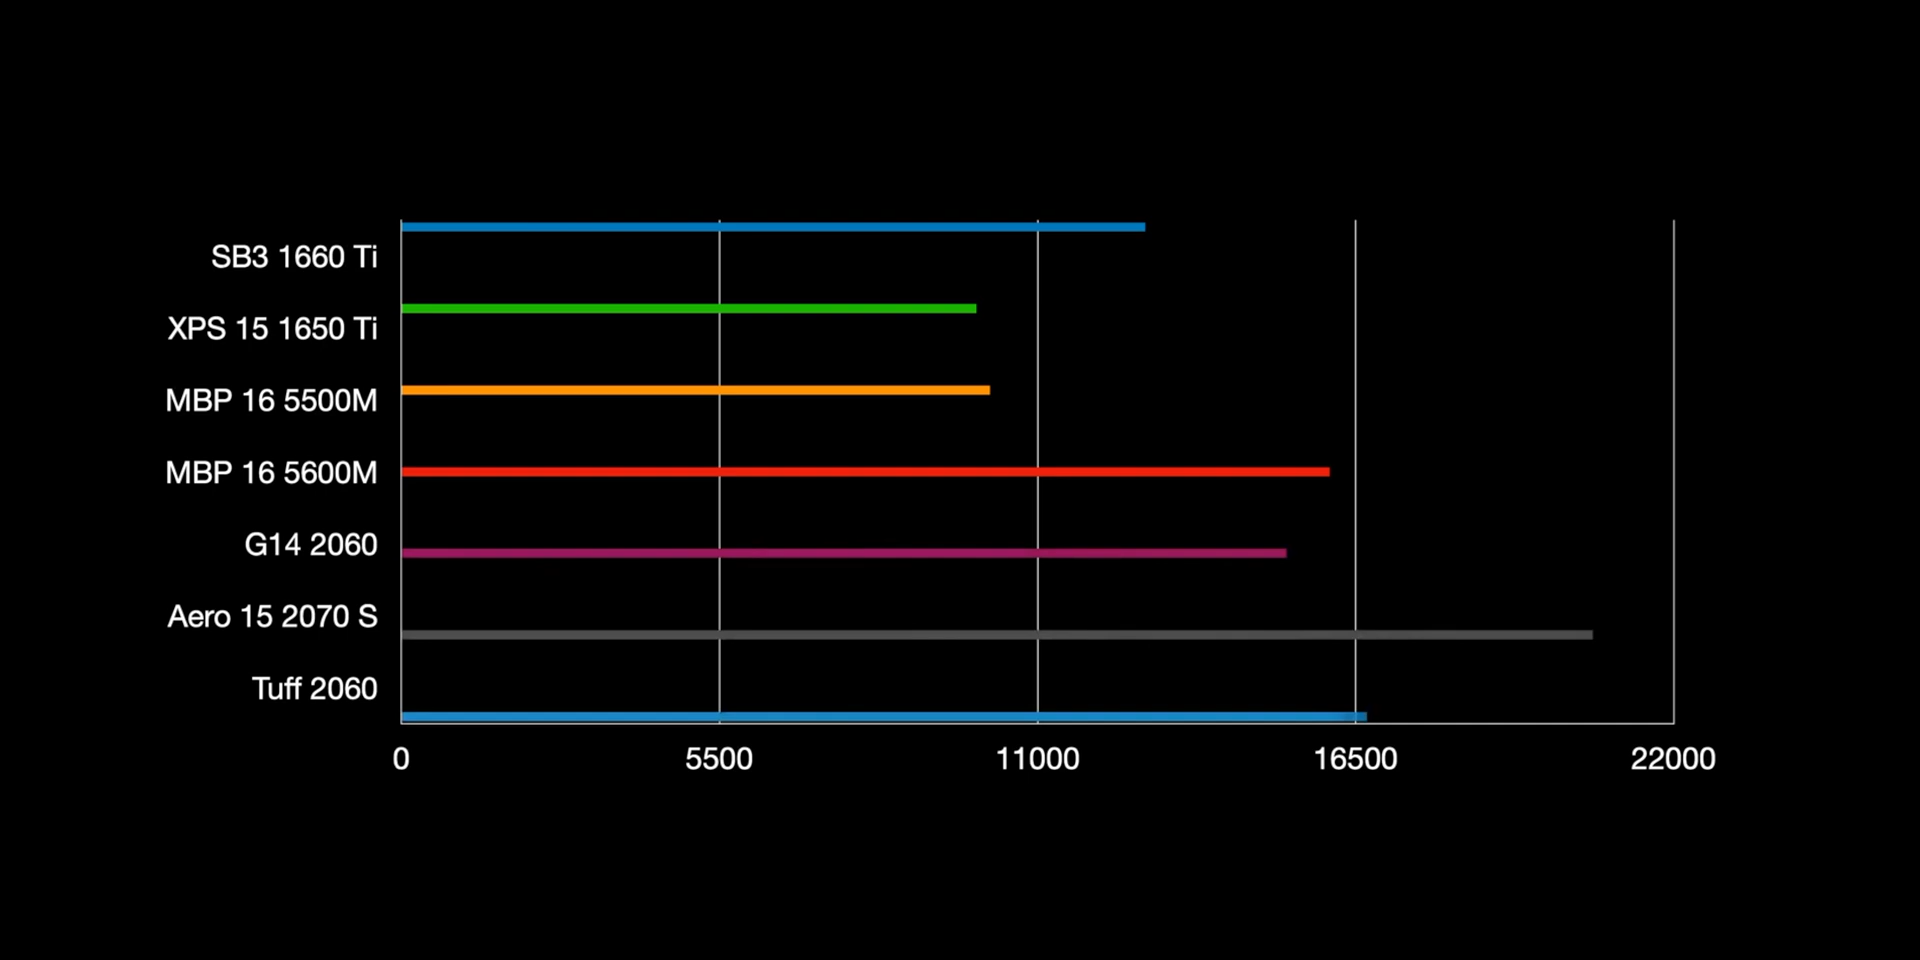 SB3 1660 Ti
XPS 15 1650 Ti
MBP 16 5500M
MBP 16 5600M
G14 2060
Aero 15 2070 S
Tuff 2060
0 5500 11000 16500 22000